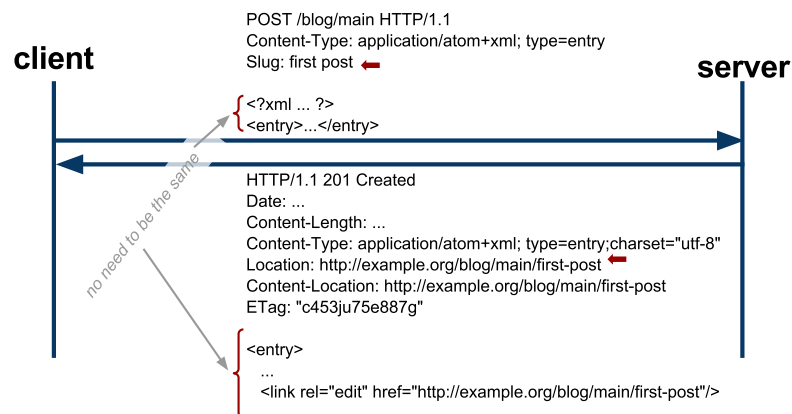 client
server
POST /blog/main HTTP/1.1
Content-Type: application/atom+xml; type=entry
Slug: first post
<?xml ... ?>
<entry>...</entry>
no need to be the same
HTTP/1.1 201 Created
Date: ...
Content-Length: ...
Content-Type: application/atom+xml; type=entry;charset="utf-8"
Location: http://example.org/blog/main/first-post
Content-Location: http://example.org/blog/main/first-post
ETag: "c453ju75e887g"
<entry>
...
<link rel="edit" href="http://example.org/blog/main/first-post"/>